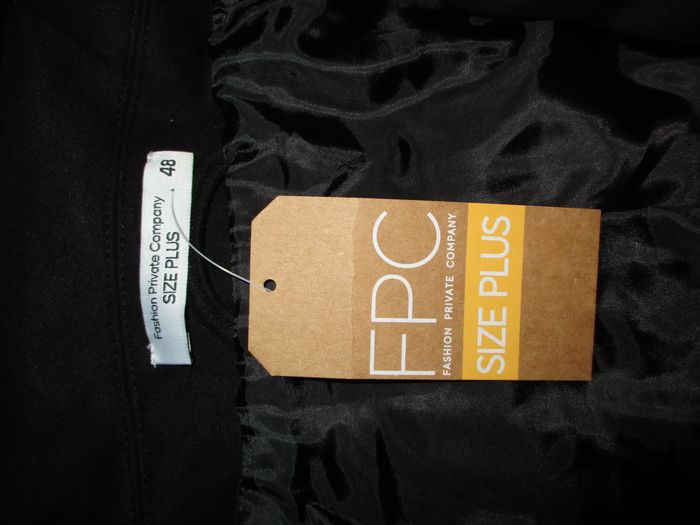 Fashion Private Company
SIZE PLUS
48
FPC
FASHION PRIVATE COMPANY
SIZE PLUS